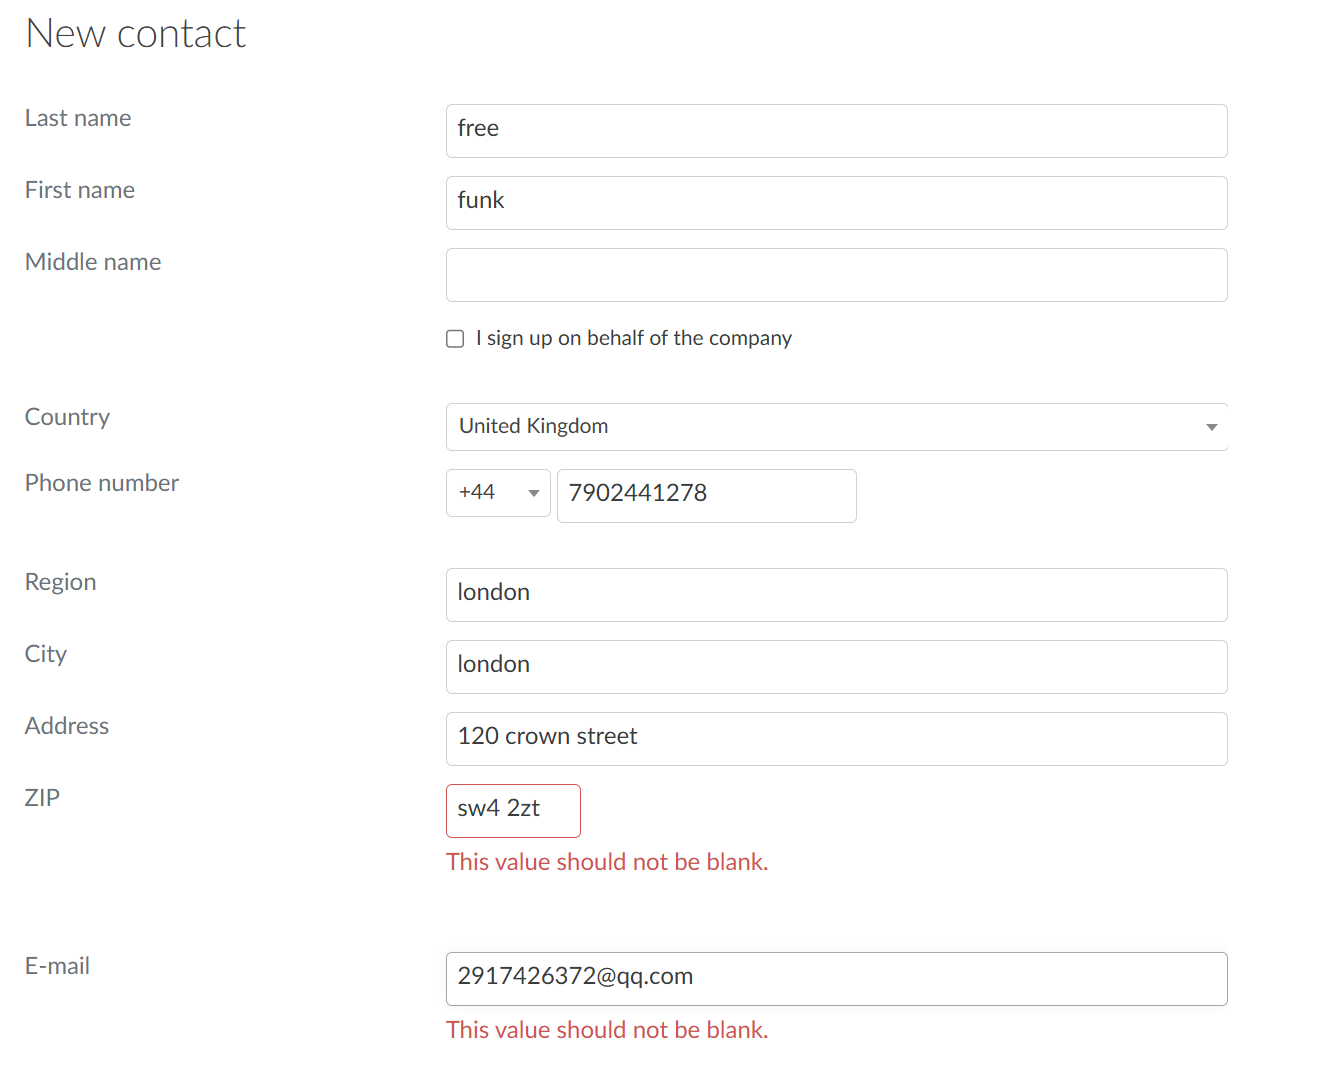 New contact
Last name
free
First name
funk
Middle name
I sign up on behalf of the company
Country
United Kingdom
Phone number
+44
7902441278
Region
london
City
london
Address
120 crown street
ZIP
sw4 2zt
This value should not be blank.
E-mail
2917426372@qq.com
This value should not be blank.